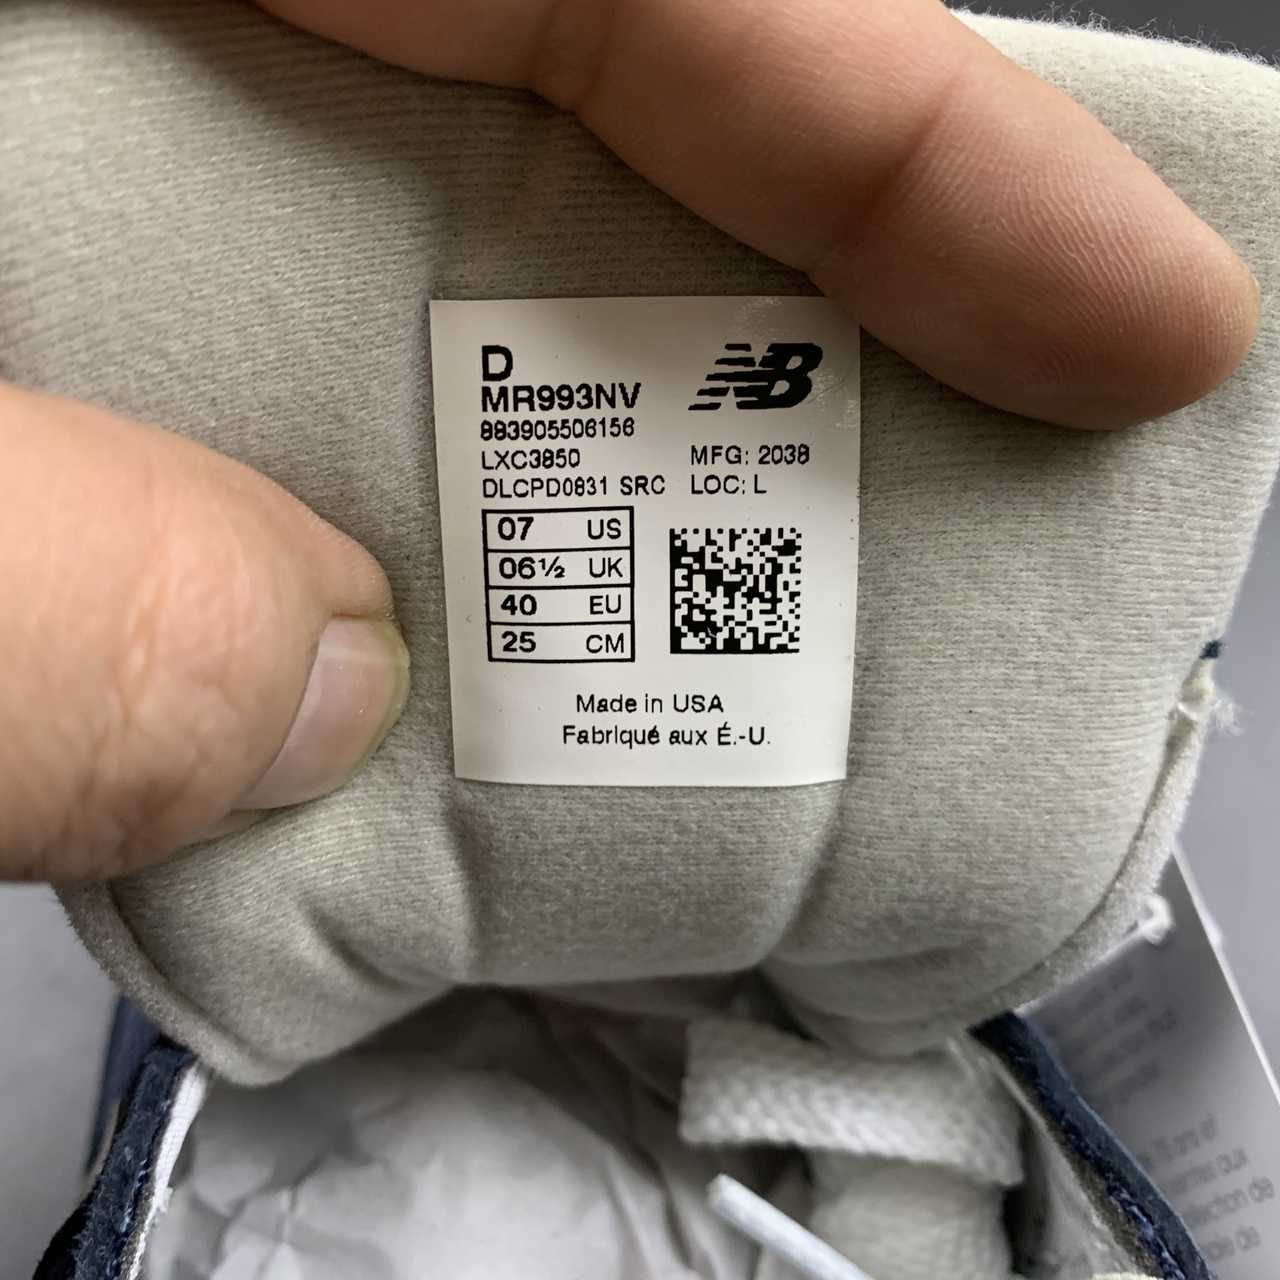 D
MR993NV
883905506156
LXC3850
DLCPD0831 SRC
NB
MFG: 2038
LOC: L
07 US
06½ UK
40 EU
25 CM
Made in USA
Fabriqué aux É.-U.